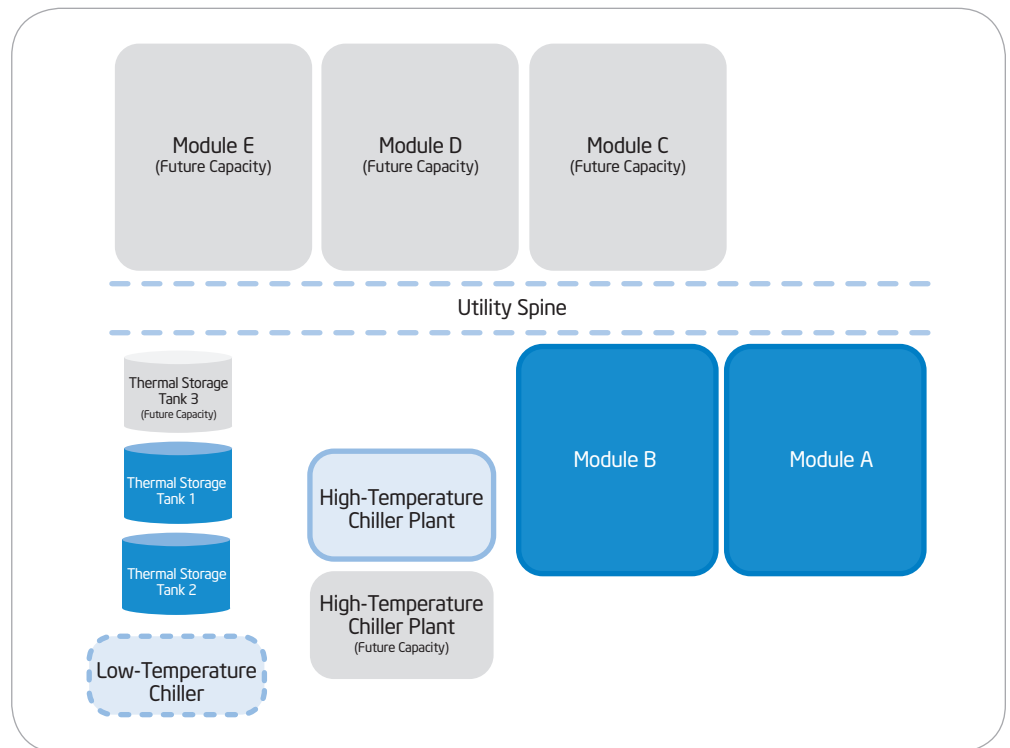 Module E
(Future Capacity)
Module D
(Future Capacity)
Module C
(Future Capacity)
Utility Spine
Thermal Storage
Tank 3
(Future Capacity)
Thermal Storage
Tank 1
Thermal Storage
Tank 2
Low-Temperature
Chiller
High-Temperature
Chiller Plant
High-Temperature
Chiller Plant
(Future Capacity)
Module B
Module A